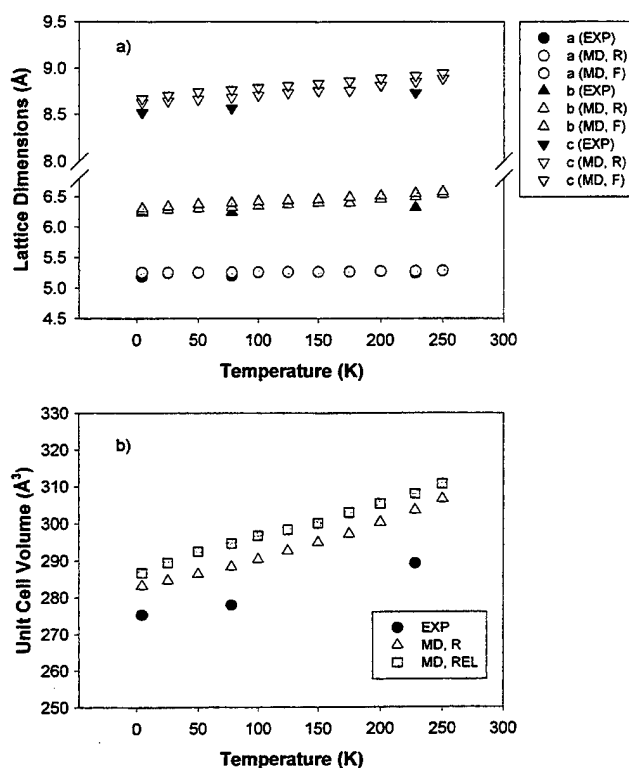 a)
9.0
8.5
8.0
6.5
6.0
5.5
5.0
4.5
Lattice Dimensions (Å)
0 50 100 150 200 250 300
Temperature (K)
a (EXP)
a (MD, R)
a (MD, F)
b (EXP)
b (MD, R)
b (MD, F)
c (EXP)
c (MD, R)
c (MD, F)
b)
330
320
310
300
290
280
270
260
250
Unit Cell Volume (Å³)
EXP
MD, R
MD, REL
0 50 100 150 200 250 300
Temperature (K)